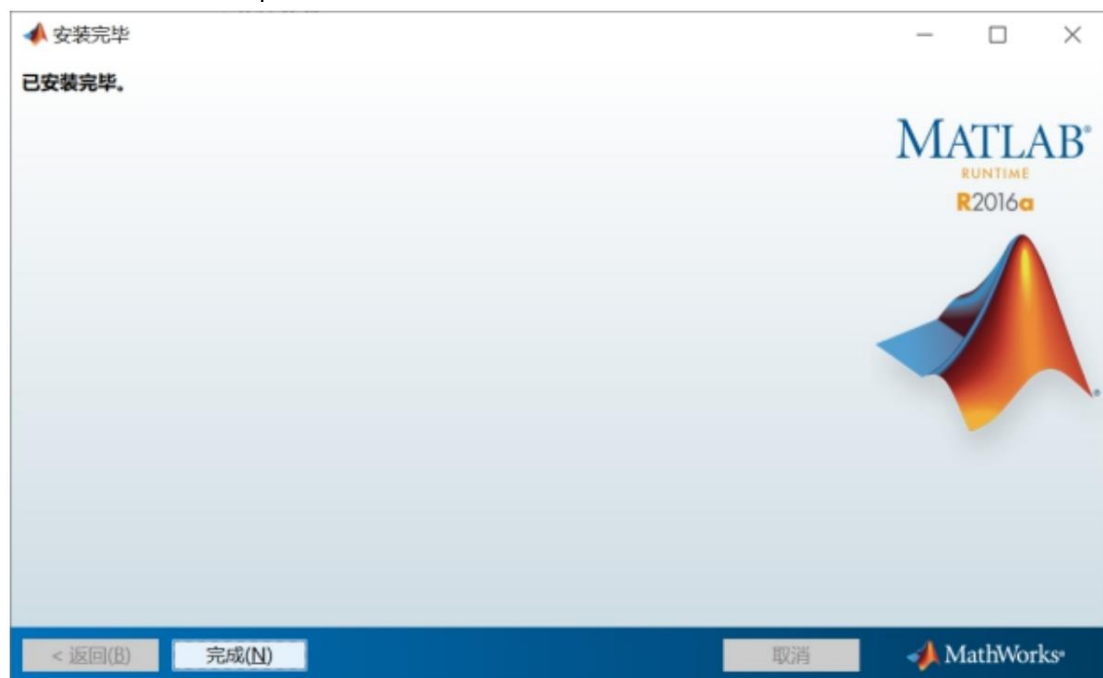 安装完毕
已安装完毕。
MATLAB®
RUNTIME
R2016a
< 返回(B)
完成(N)
取消
MathWorks®